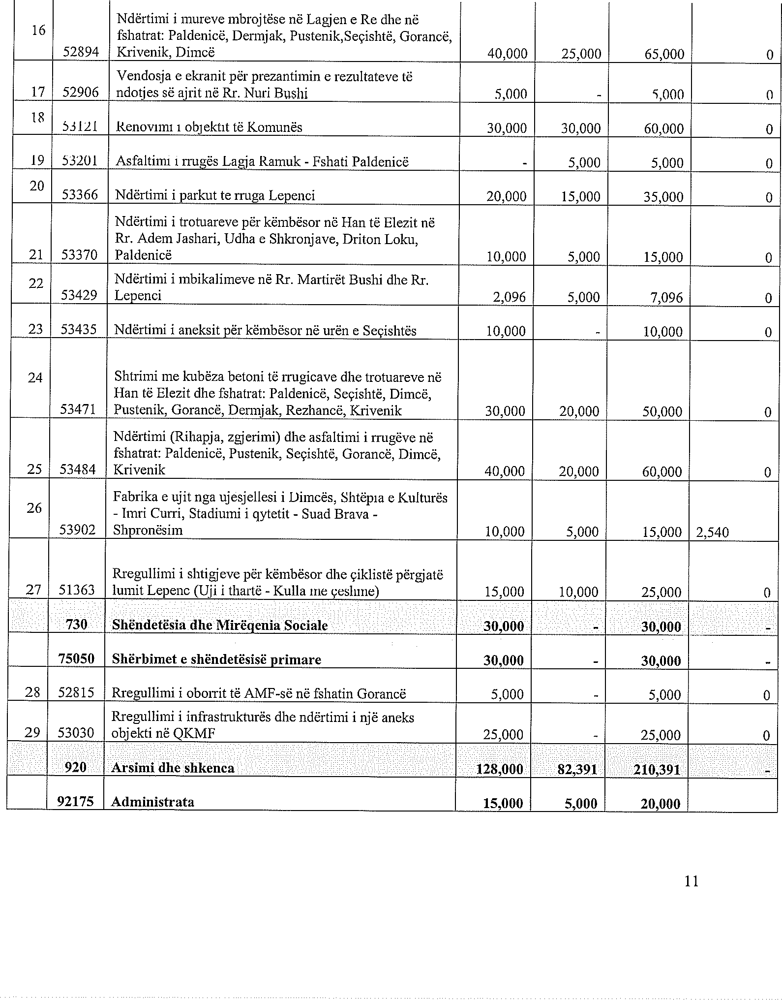 Ndërtimi i mureve mbrojtëse në Lagjen e Re dhe në
16 fshatrat: Paldenicë, Dermjak, Pustenik,Seçishtë, Gorancë,
52894 Krivenik, Dimcë 40,000 25,000 65,000 0
Vendosja e ekranit për prezantimin e rezultateve të
17 52906 ndotjes së ajrit në Rr. Nuri Bushi 5,000 - 5,000 0
18 53121 Renovimi i objektit të Komunës 30,000 30,000 60,000 0
19 53201 Asfaltimi i rrugës Lagja Ramuk - Fshati Paldenicë - 5,000 5,000 0
20 53366 Ndërtimi i parkut te rruga Lepenci 20,000 15,000 35,000 0
Ndërtimi i trotuareve për këmbësor në Han të Elezit në
Rr. Adem Jashari, Udha e Shkronjave, Driton Loku,
21 53370 Paldenicë 10,000 5,000 15,000 0
22 Ndërtimi i mbikalimeve në Rr. Martirët Bushi dhe Rr.
53429 Lepenci 2,096 5,000 7,096 0
23 53435 Ndërtimi i aneksit për këmbësor në urën e Seçishtës 10,000 - 10,000 0
24 Shtrimi me kubëza betoni të rrugicave dhe trotuareve në
Han të Elezit dhe fshatrat: Paldenicë, Seçishtë, Dimcë,
53471 Pustenik, Gorancë, Dermjak, Rezhancë, Krivenik 30,000 20,000 50,000 0
Ndërtimi (Rihapja, zgjerimi) dhe asfaltimi i rrugëve në
fshatrat: Paldenicë, Pustenik, Seçishtë, Gorancë, Dimcë,
25 53484 Krivenik 40,000 20,000 60,000 0
Fabrika e ujit nga ujesjellesi i Dimcës, Shtëpia e Kulturës
26 - Imri Curri, Stadiumi i qytetit - Suad Brava -
53902 Shpronësim 10,000 5,000 15,000 2,540
Rregullimi i shtigjeve për këmbësor dhe çiklistë përgjatë
27 51363 lumit Lepenc (Uji i thartë - Kulla me çeshme) 15,000 10,000 25,000 0
730 Shëndetësia dhe Mirëqenia Sociale 30,000 - 30,000 -
75050 Shërbimet e shëndetësisë primare 30,000 - 30,000 -
28 52815 Rregullimi i oborrit të AMF-së në fshatin Gorancë 5,000 - 5,000 0
Rregullimi i infrastrukturës dhe ndërtimi i një aneks
29 53030 objekti në QKMF 25,000 - 25,000 0
920 Arsimi dhe shkenca 128,000 82,391 210,391 -
92175 Administrata 15,000 5,000 20,000
11